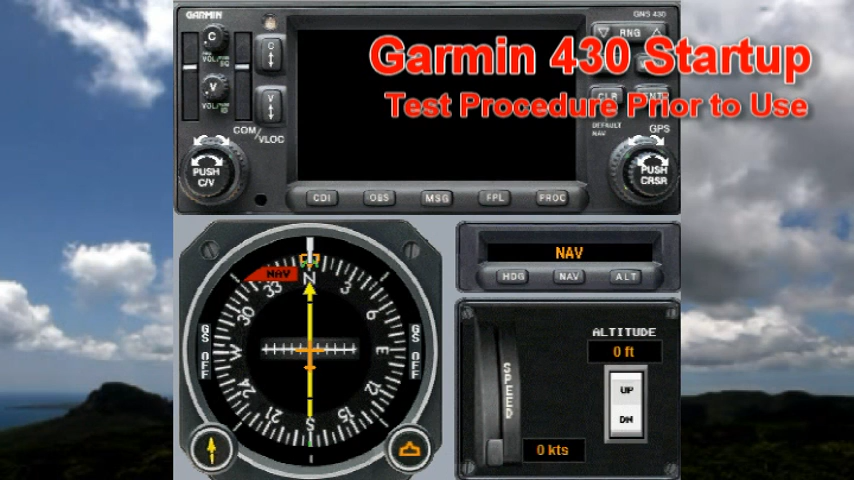 GARMIN
GNS 430
Garmin 430 Startup
Test Procedure Prior to Use
C
VOL/
C
RNG
V
VOL/
V
CLR
ENTR
COM/VLOC
DEFAULT NAV
GPS
PUSH C/V
PUSH CRSR
CDI OBS MSG FPL PROC
NAV
HDG NAV ALT
NAV
N 3 6 E 12 15 S 21 24 W 30 33
GS OFF
GS OFF
SPEED
ALTITUDE
0 ft
UP
DN
0 kts